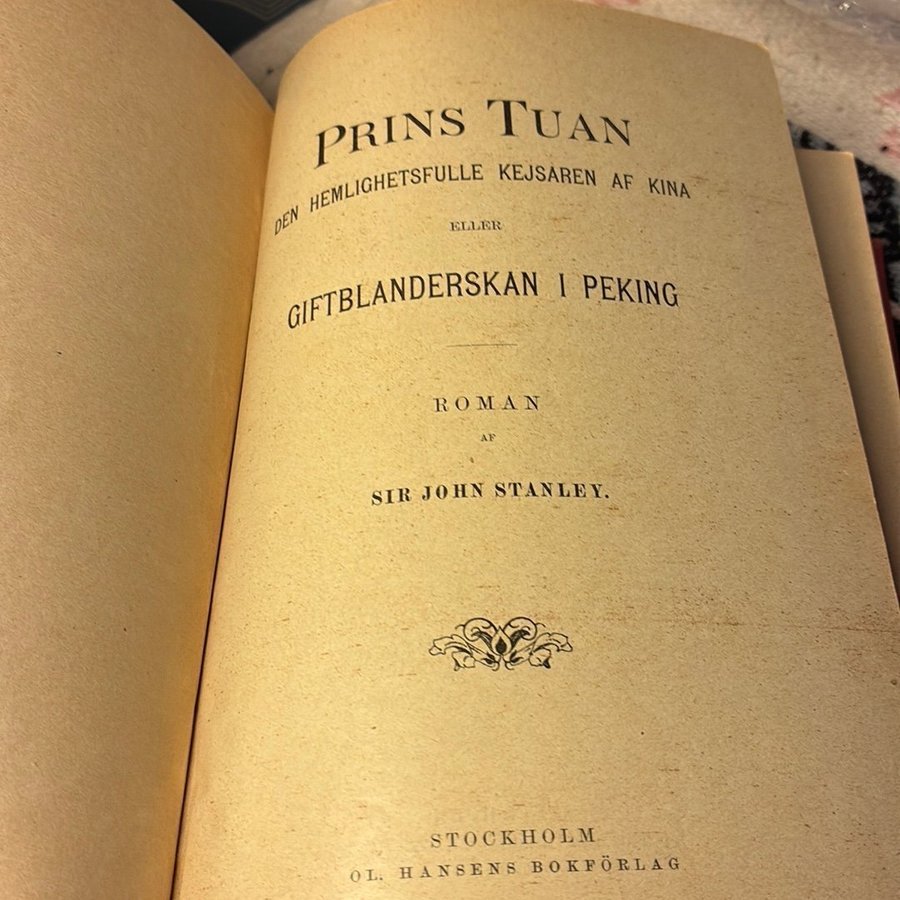 PRINS TUAN
DEN HEMLIGHETSFULLE KEJSAREN AF KINA
ELLER
GIFTBLANDERSKAN I PEKING
ROMAN
AF
SIR JOHN STANLEY.
STOCKHOLM
OL. HANSENS BOKFÖRLAG